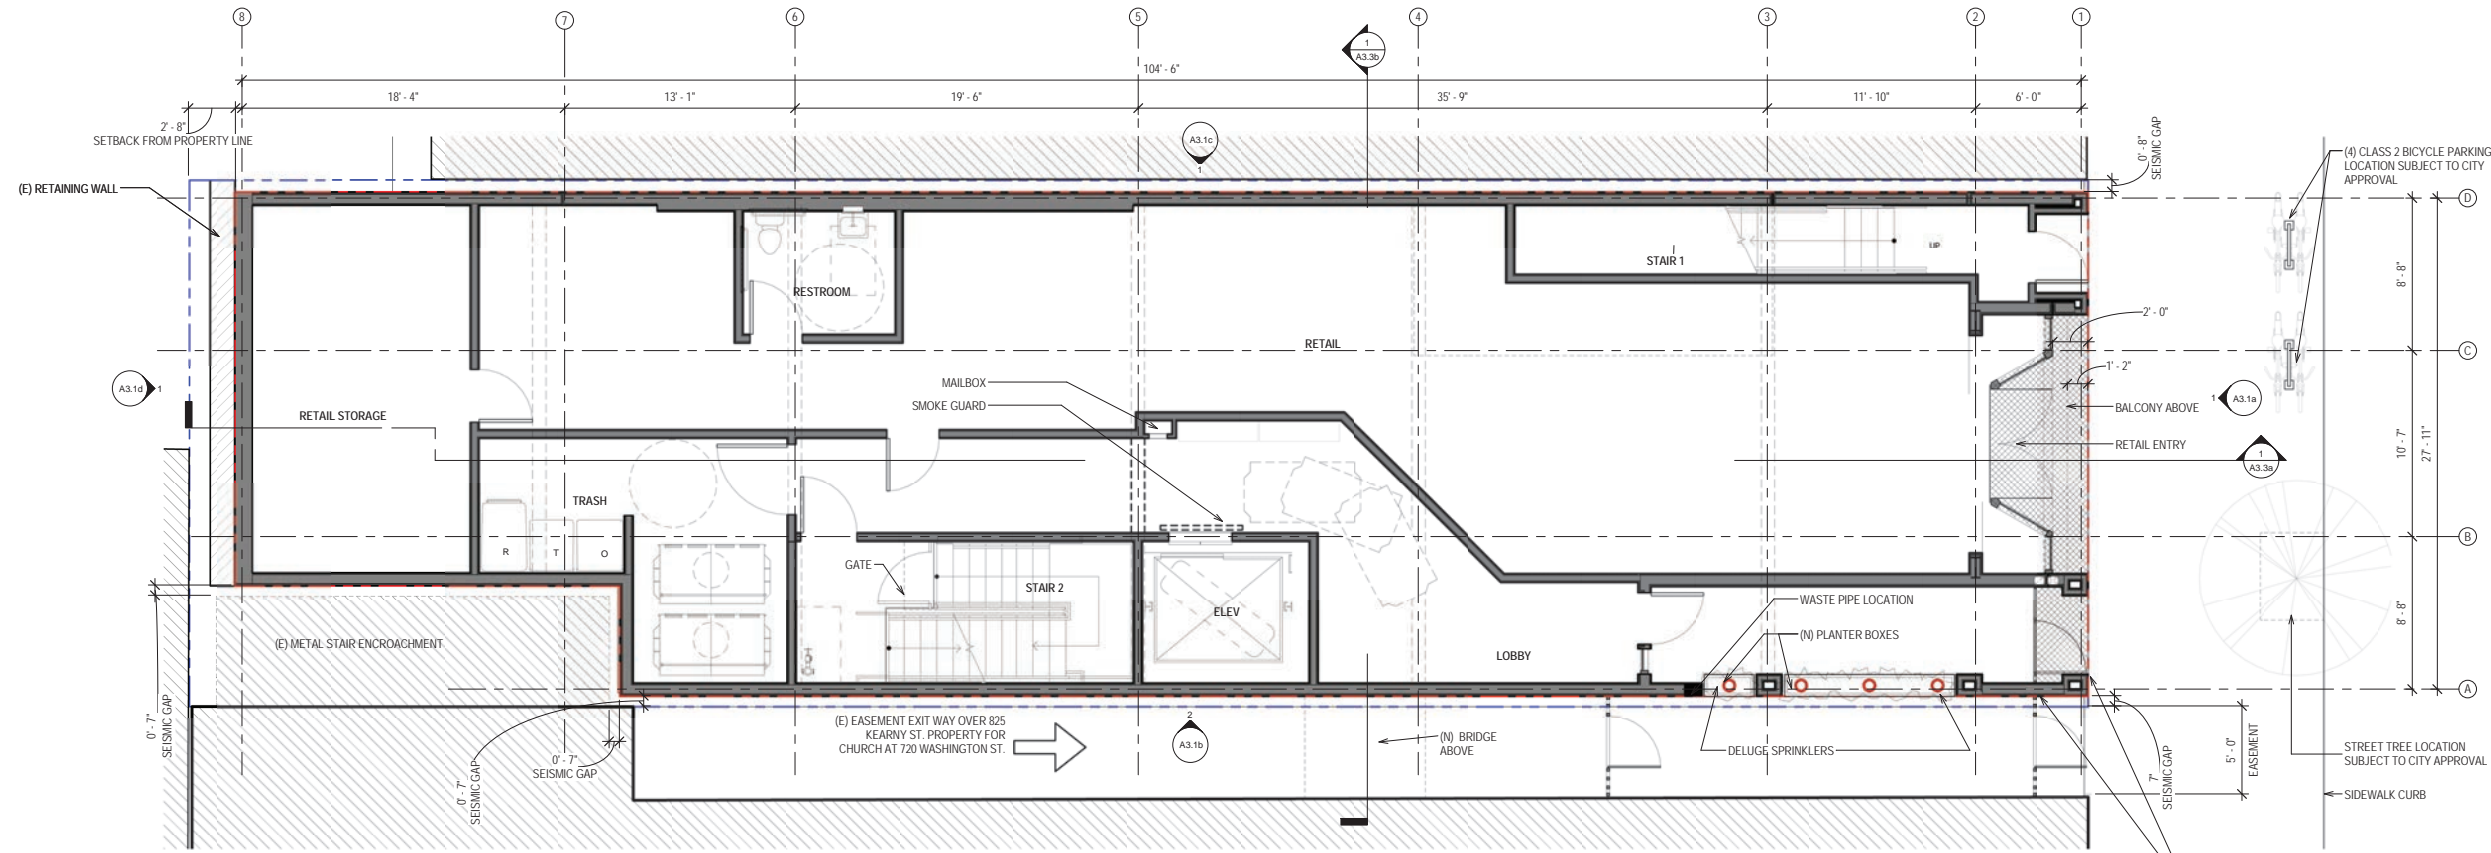 8
7
6
5
4
3
2
1
1
A3.3b
104' - 6"
18' - 4"
13' - 1"
19' - 6"
35' - 9"
11' - 10"
6' - 0"
2' - 8"
SETBACK FROM PROPERTY LINE
A3.1c
1
0' - 8"
SEISMIC GAP
(4) CLASS 2 BICYCLE PARKING
LOCATION SUBJECT TO CITY
APPROVAL
(E) RETAINING WALL
D
STAIR 1
UP
8' - 8"
RESTROOM
2' - 0"
RETAIL
C
1' - 2"
A3.1d
1
MAILBOX
SMOKE GUARD
RETAIL STORAGE
BALCONY ABOVE
1
A3.1a
RETAIL ENTRY
10' - 7"
27' - 11"
1
A3.3a
TRASH
R
T
O
B
GATE
STAIR 2
ELEV
WASTE PIPE LOCATION
(N) PLANTER BOXES
8' - 8"
(E) METAL STAIR ENCROACHMENT
LOBBY
A
0' - 7"
SEISMIC GAP
0' - 7"
SEISMIC GAP
0' - 7"
SEISMIC GAP
(E) EASEMENT EXIT WAY OVER 825
KEARNY ST. PROPERTY FOR
CHURCH AT 720 WASHINGTON ST.
2
A3.1b
(N) BRIDGE
ABOVE
DELUGE SPRINKLERS
7"
SEISMIC GAP
5' - 0"
EASEMENT
STREET TREE LOCATION
SUBJECT TO CITY APPROVAL
SIDEWALK CURB